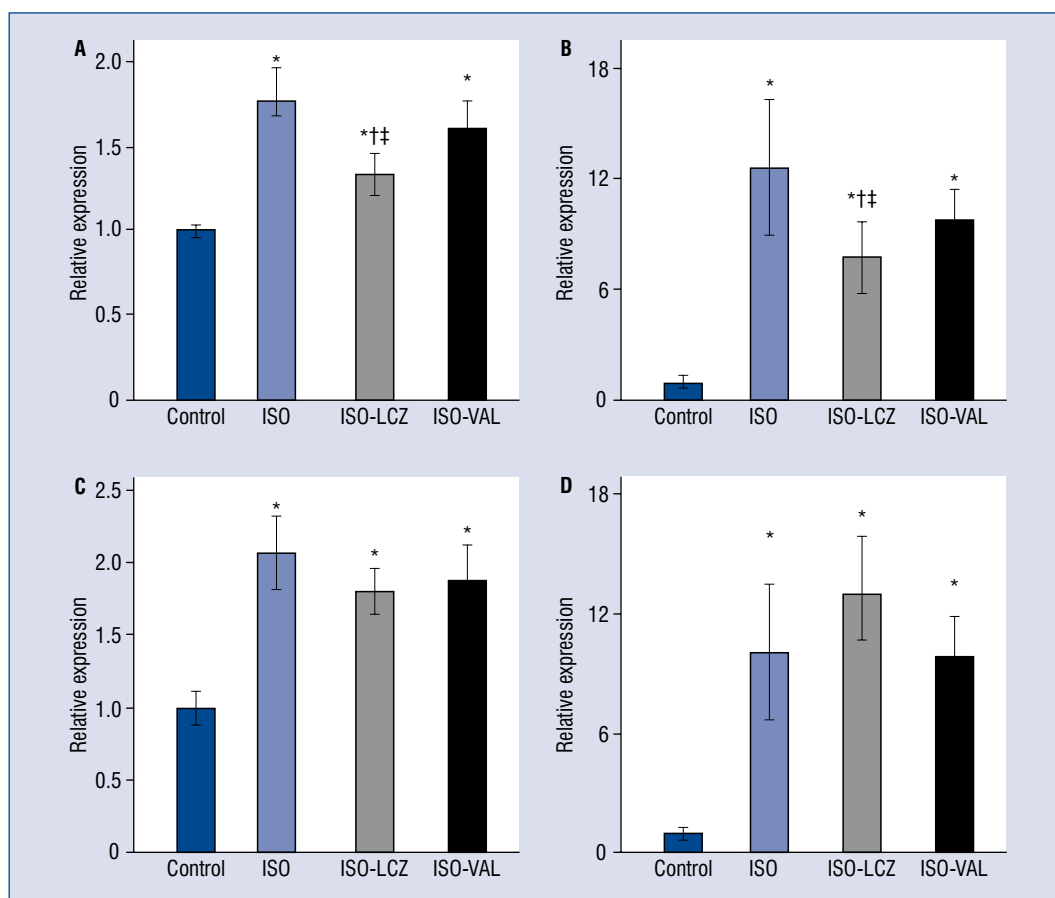 A
Relative expression
2.0
1.5
1.0
0.5
0
*
*†‡
*
Control ISO ISO-LCZ ISO-VAL
B
Relative expression
18
12
6
0
*
*†‡
*
Control ISO ISO-LCZ ISO-VAL
C
Relative expression
2.5
2.0
1.5
1.0
0.5
0
*
*
*
Control ISO ISO-LCZ ISO-VAL
D
Relative expression
18
12
6
0
*
*
*
Control ISO ISO-LCZ ISO-VAL